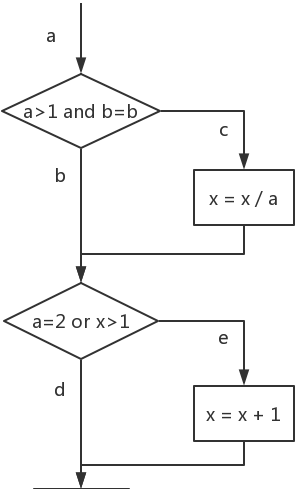 a
a>1 and b=b
c
b
x = x / a
a=2 or x>1
e
d
x = x + 1